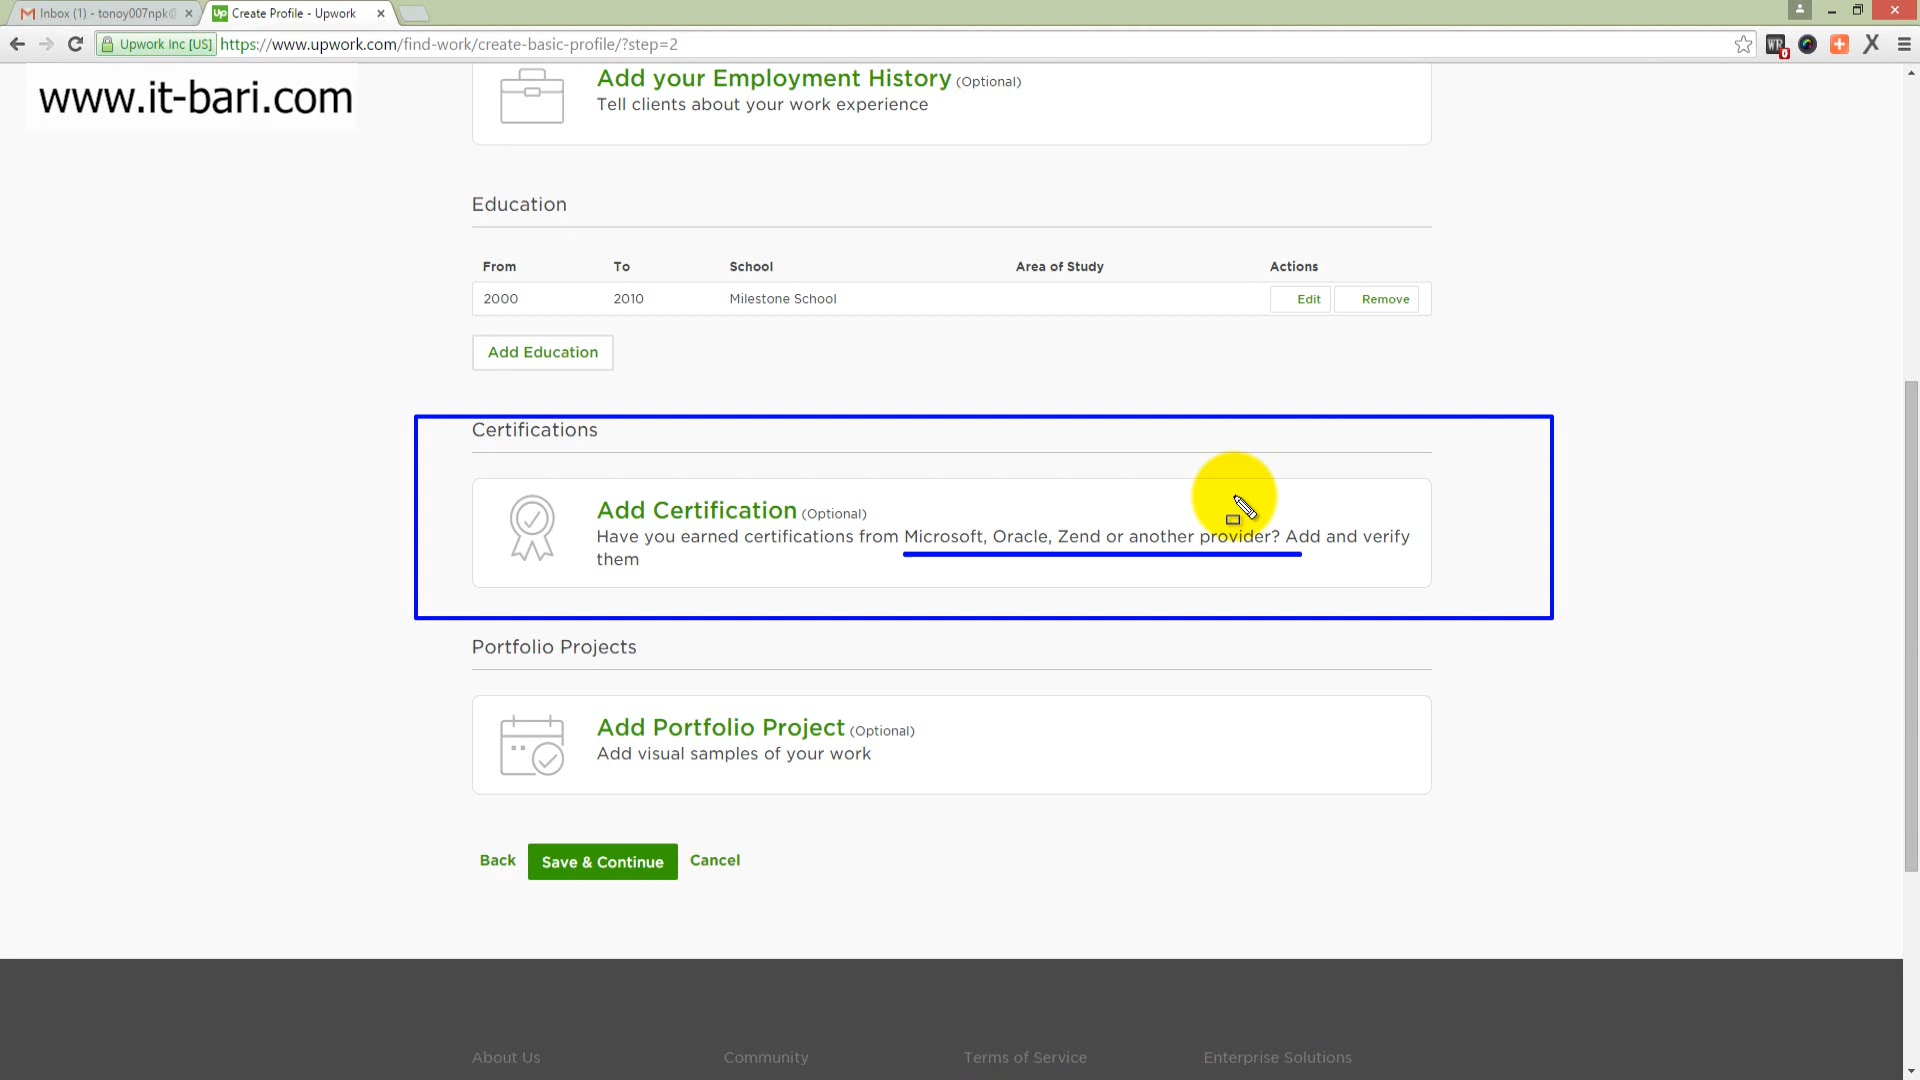 Inbox (1) - tonoy007npk@
Create Profile - Upwork
Upwork Inc [US]
https://www.upwork.com/find-work/create-basic-profile/?step=2
www.it-bari.com
Add your Employment History (Optional)
Tell clients about your work experience
Education
From To School Area of Study Actions
2000 2010 Milestone School Edit Remove
Add Education
Certifications
Add Certification (Optional)
Have you earned certifications from Microsoft, Oracle, Zend or another provider? Add and verify
them
Portfolio Projects
Add Portfolio Project (Optional)
Add visual samples of your work
Back Save & Continue Cancel
About Us Community Terms of Service Enterprise Solutions